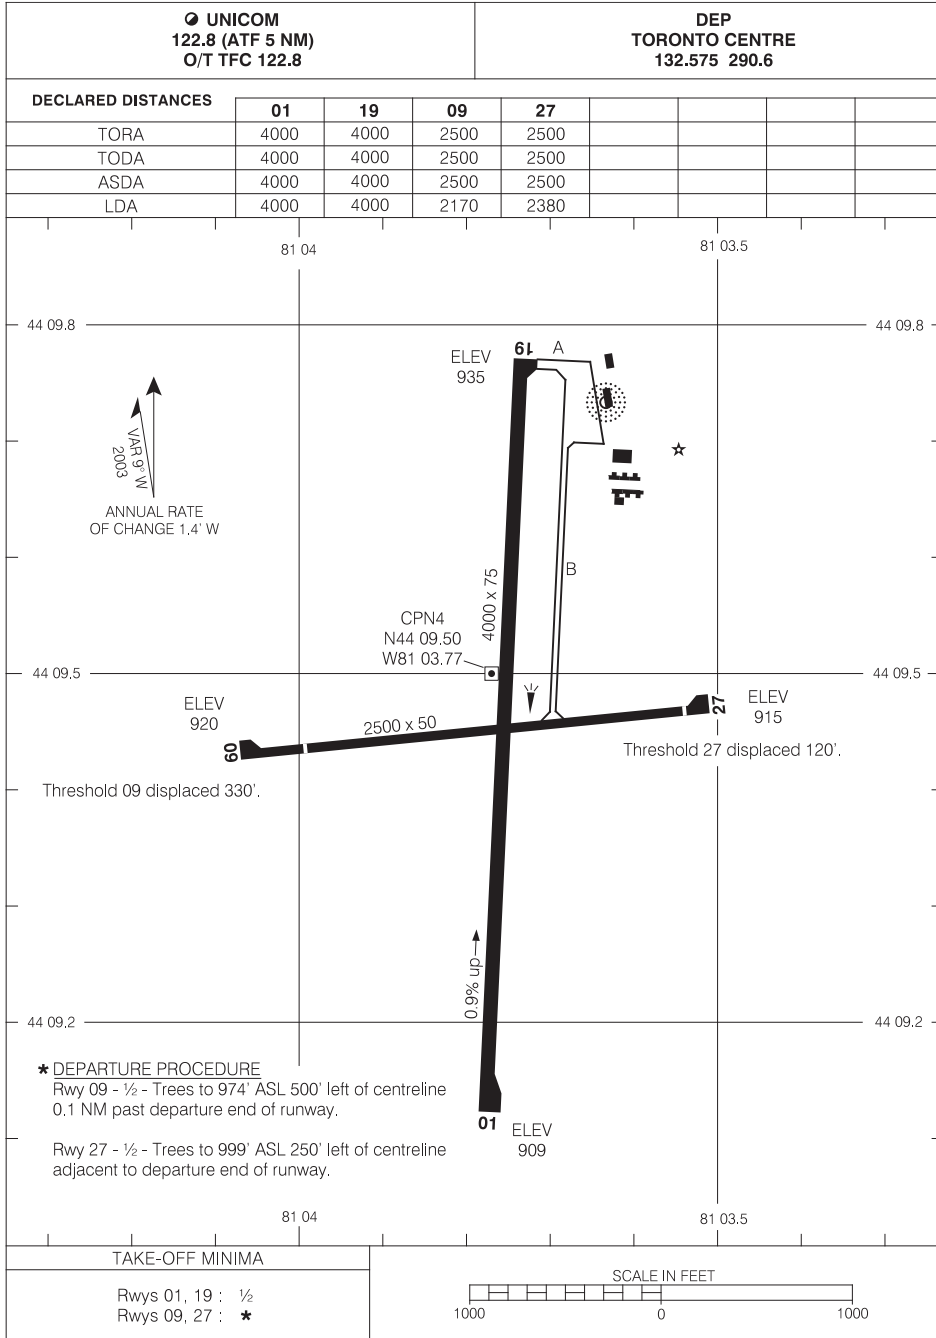 UNICOM
122.8 (ATF 5 NM)
O/T TFC 122.8
DEP
TORONTO CENTRE
132.575 290.6
DECLARED DISTANCES 01 19 09 27
TORA 4000 4000 2500 2500
TODA 4000 4000 2500 2500
ASDA 4000 4000 2500 2500
LDA 4000 4000 2170 2380
81 04
81 03.5
44 09.8
44 09.8
19
A
ELEV
935
VAR 9° W
2003
ANNUAL RATE
OF CHANGE 1.4' W
4000 x 75
B
CPN4
N44 09.50
W81 03.77
44 09.5
44 09.5
ELEV
920
2500 x 50
27
ELEV
915
09
Threshold 27 displaced 120'.
Threshold 09 displaced 330'.
0.9% up
44 09.2
44 09.2
* DEPARTURE PROCEDURE
Rwy 09 - ½ - Trees to 974' ASL 500' left of centreline
0.1 NM past departure end of runway.
Rwy 27 - ½ - Trees to 999' ASL 250' left of centreline
adjacent to departure end of runway.
01
ELEV
909
81 04
81 03.5
TAKE-OFF MINIMA
Rwys 01, 19 : ½
Rwys 09, 27 : *
SCALE IN FEET
1000 0 1000